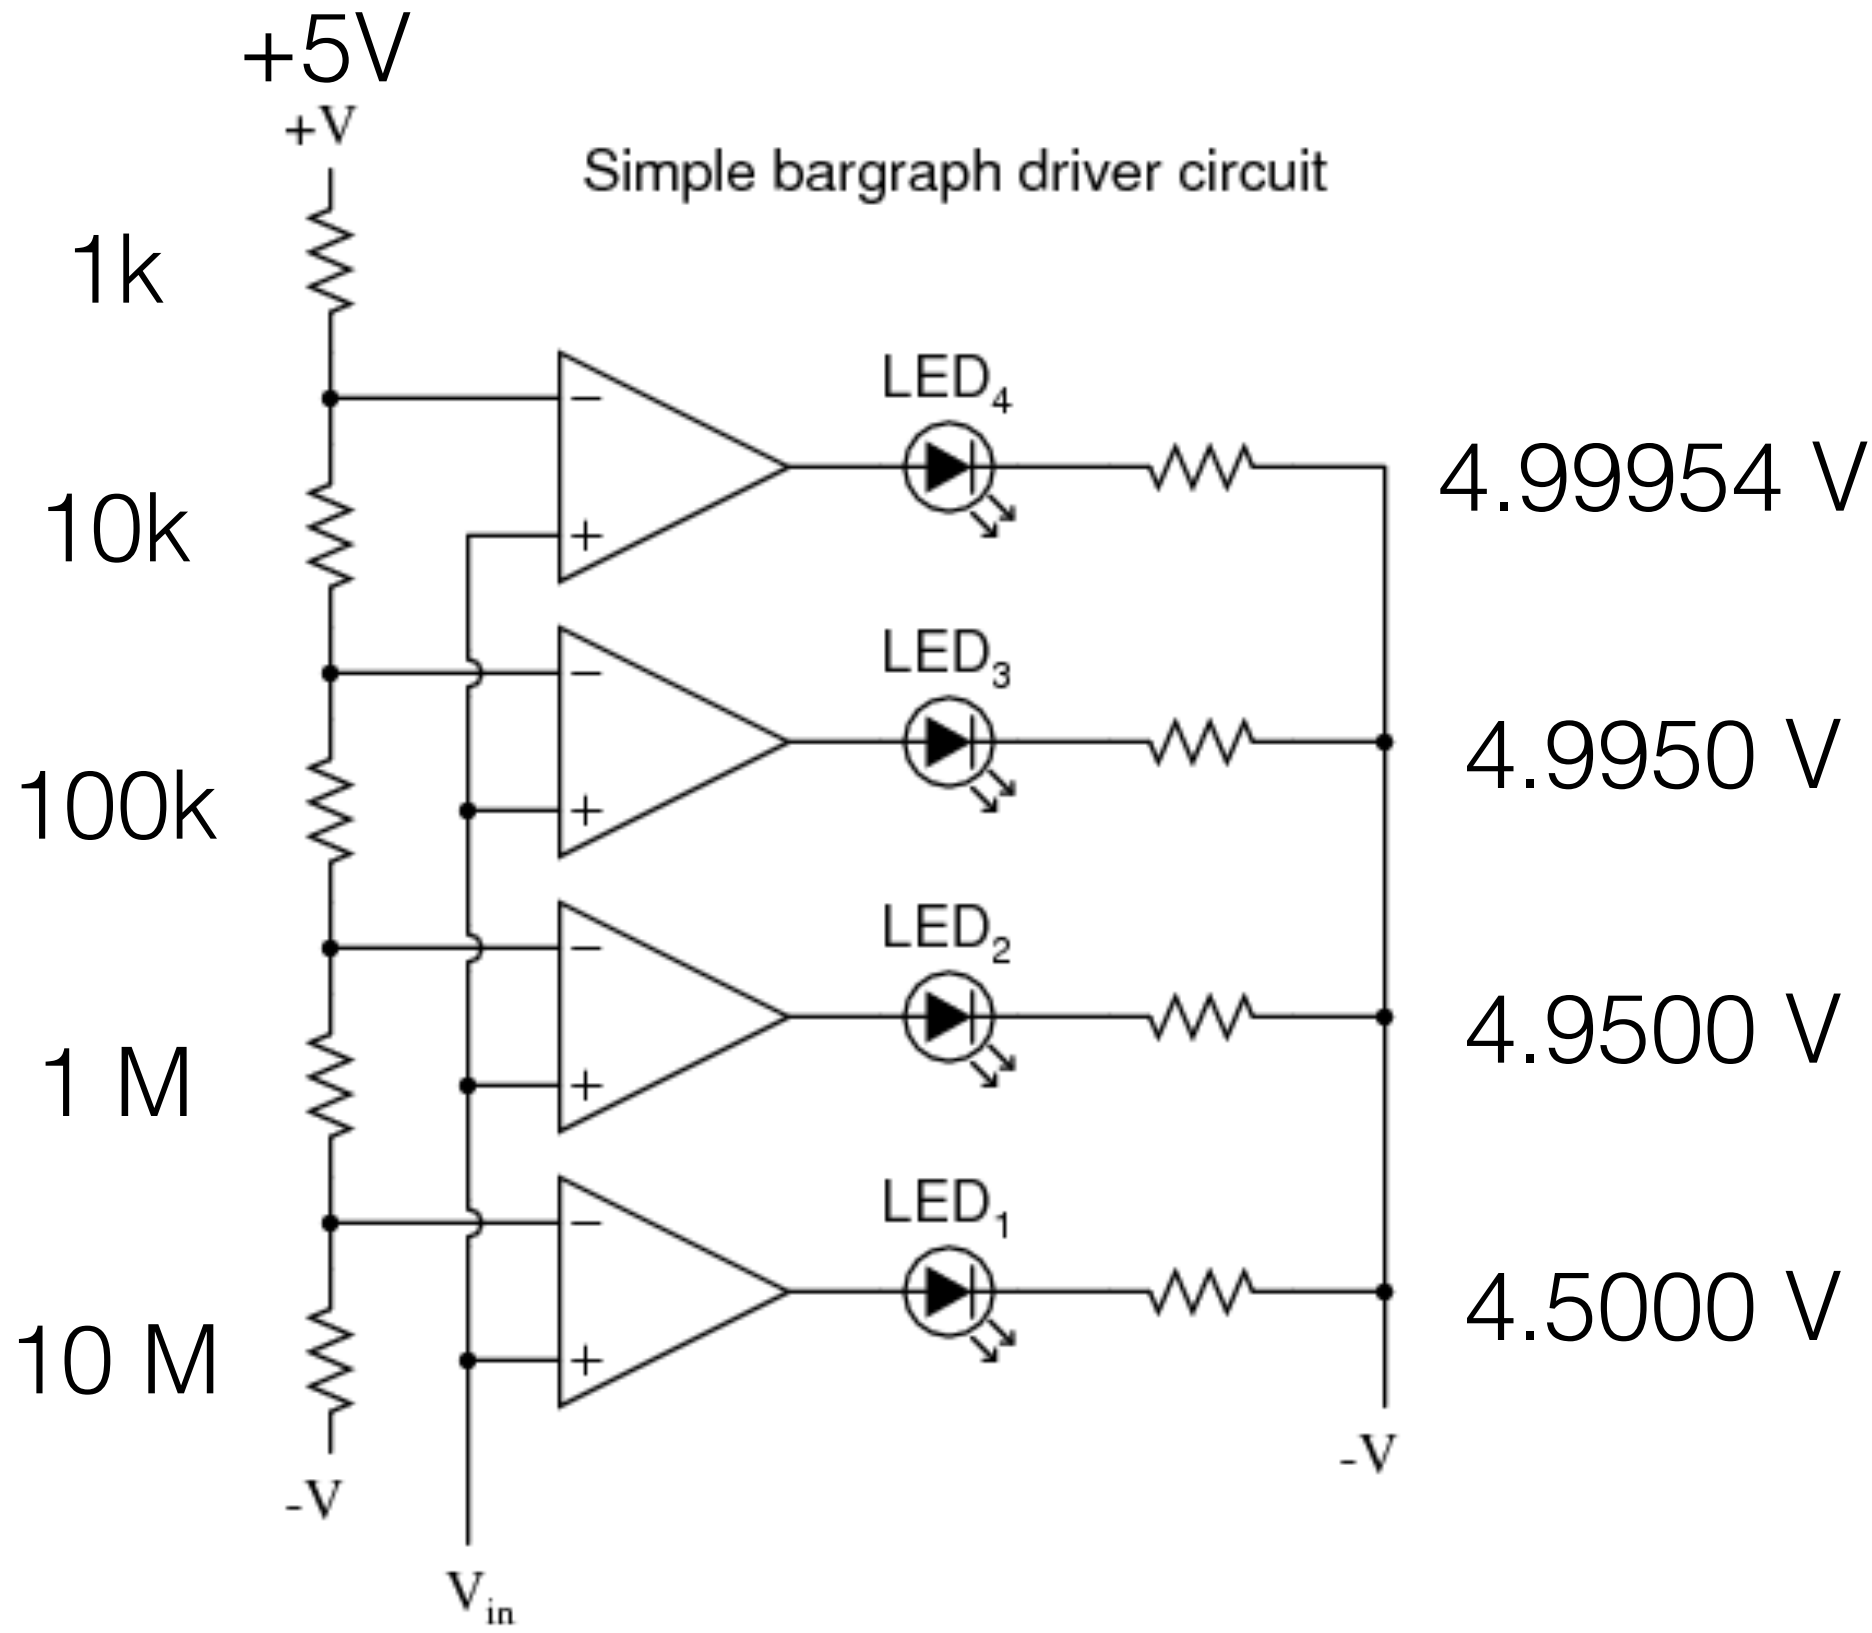 +5V
+V
Simple bargraph driver circuit
1k
LED4
−
4.99954 V
10k
+
LED3
−
4.9950 V
100k
+
LED2
−
4.9500 V
1 M
+
LED1
−
4.5000 V
10 M
+
-V
-V
Vin